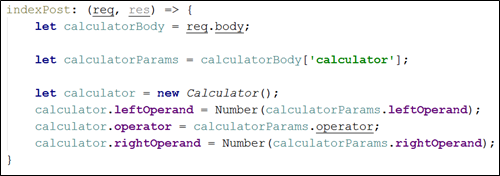 indexPost: (req, res) => {
    let calculatorBody = req.body;

    let calculatorParams = calculatorBody['calculator'];

    let calculator = new Calculator();
    calculator.leftOperand = Number(calculatorParams.leftOperand);
    calculator.operator = calculatorParams.operator;
    calculator.rightOperand = Number(calculatorParams.rightOperand);
}